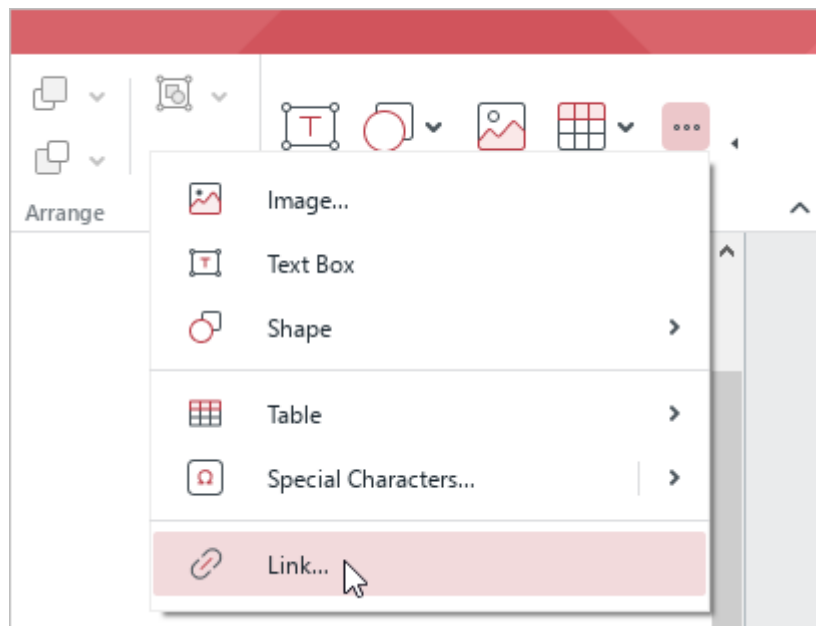 Arrange
Image...
Text Box
Shape
Table
Special Characters...
Link...